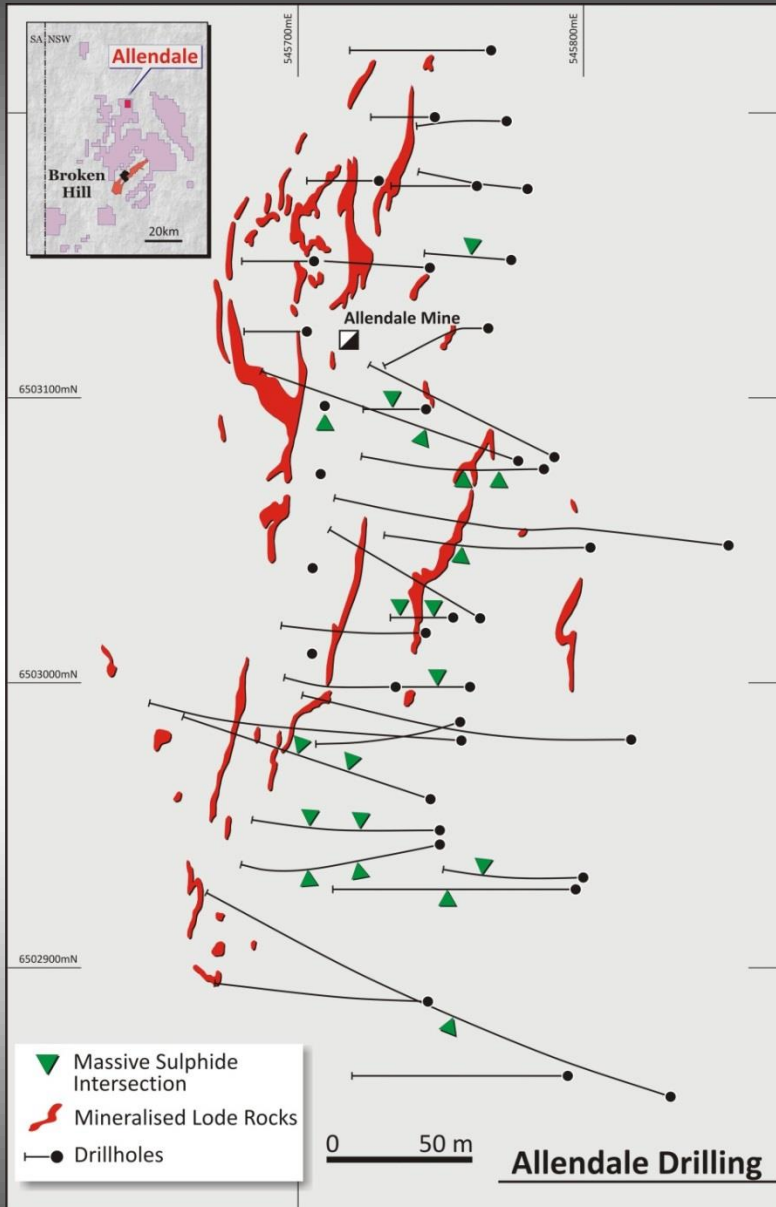 545700mE
545800mE
SA
NSW
Allendale
Broken
Hill
20km
Allendale Mine
6503100mN
6503000mN
6502900mN
Massive Sulphide
Intersection
Mineralised Lode Rocks
Drillholes
0 50 m
Allendale Drilling